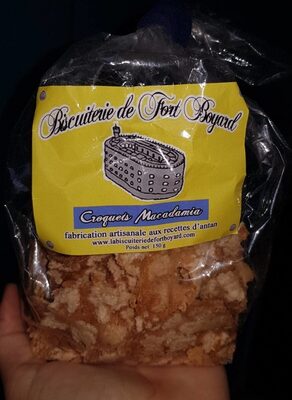 Biscuiterie de Fort Boyard
Croquets Macadamia
fabrication artisanale aux recettes d'antan
www.labiscuiteriedefortboyard.com
Poids net 150 g